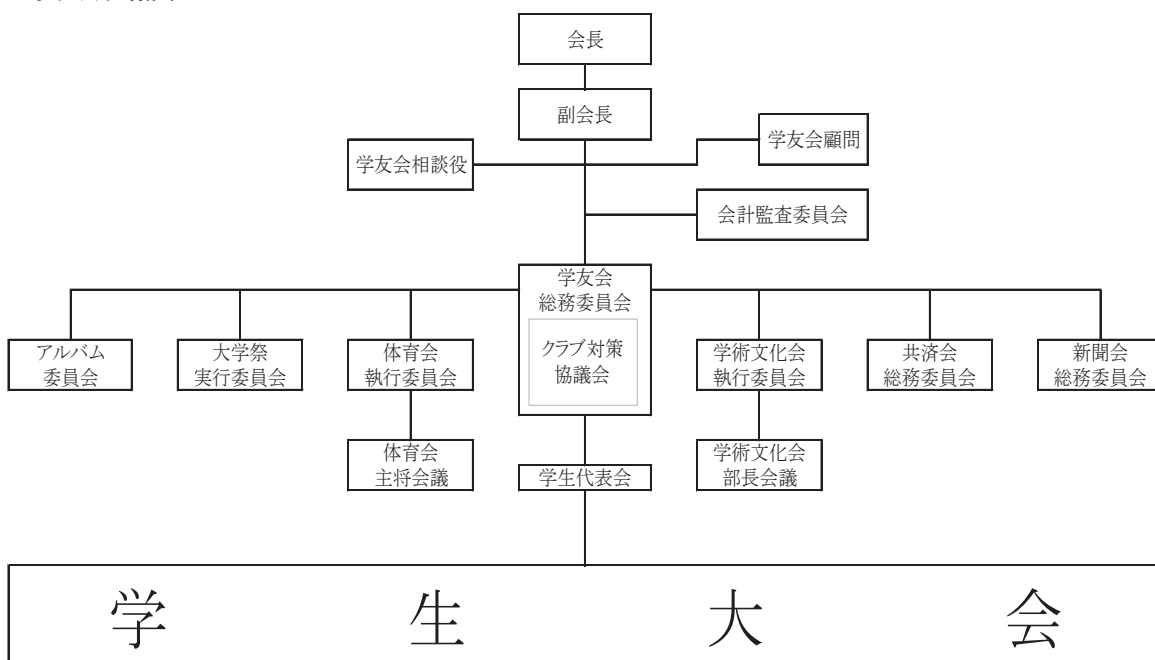 会長
副会長
学友会顧問
学友会相談役
会計監査委員会
学友会
総務委員会
クラブ対策
協議会
アルバム
委員会
大学祭
実行委員会
体育会
執行委員会
学術文化会
執行委員会
共済会
総務委員会
新聞会
総務委員会
体育会
主将会議
学生代表会
学術文化会
部長会議
学生大会